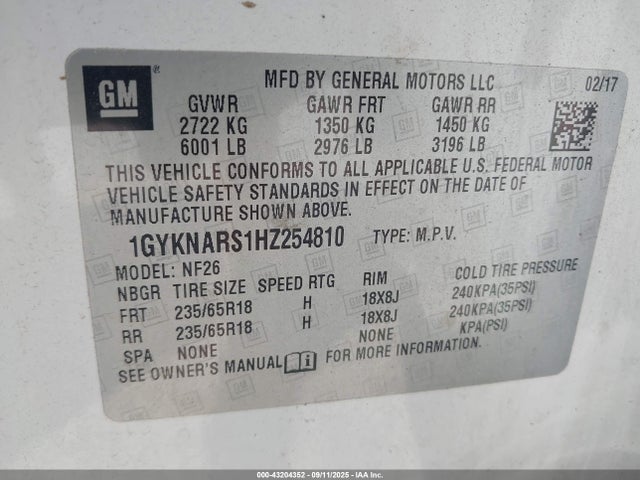 GM
MFD BY GENERAL MOTORS LLC 02/17
GVWR GAWR FRT GAWR RR
2722 KG 1350 KG 1450 KG
6001 LB 2976 LB 3196 LB
THIS VEHICLE CONFORMS TO ALL APPLICABLE U.S. FEDERAL MOTOR
VEHICLE SAFETY STANDARDS IN EFFECT ON THE DATE OF
MANUFACTURE SHOWN ABOVE.
1GYKNARS1HZ254810 TYPE: M.P.V.
MODEL: NF26
NBGR TIRE SIZE SPEED RTG RIM COLD TIRE PRESSURE
FRT 235/65R18 H 18X8J 240KPA(35PSI)
RR 235/65R18 H 18X8J 240KPA(35PSI)
SPA NONE NONE KPA(PSI)
SEE OWNER'S MANUAL FOR MORE INFORMATION.
000-43204352 - 09/11/2025 - IAAI, Inc.